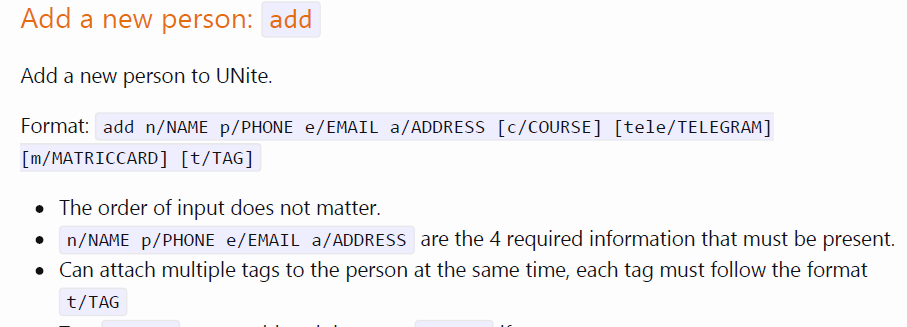 Add a new person: add
Add a new person to UNite.
Format: add n/NAME p/PHONE e/EMAIL a/ADDRESS [c/COURSE] [tele/TELEGRAM]
[m/MATRICCARD] [t/TAG]
The order of input does not matter.
n/NAME p/PHONE e/EMAIL a/ADDRESS are the 4 required information that must be present.
Can attach multiple tags to the person at the same time, each tag must follow the format
t/TAG